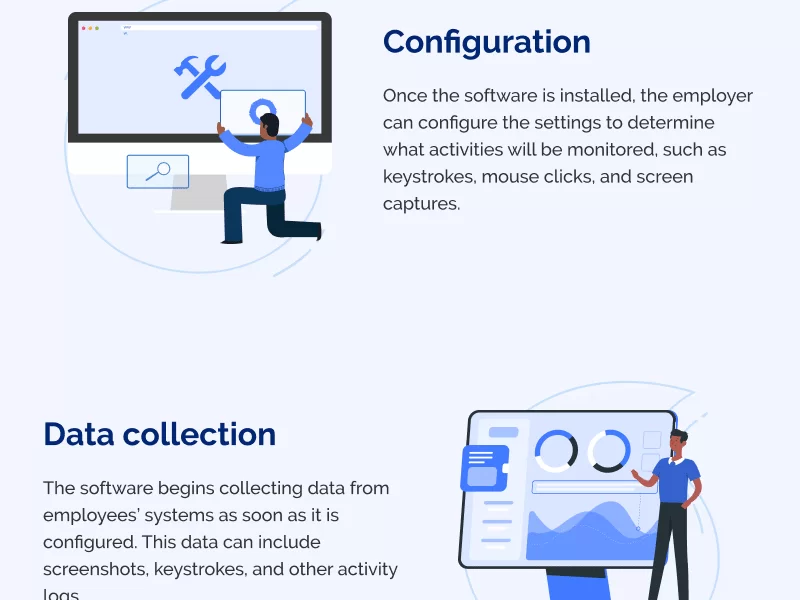 Configuration
Once the software is installed, the employer
can configure the settings to determine
what activities will be monitored, such as
keystrokes, mouse clicks, and screen
captures.
Data collection
The software begins collecting data from
employees’ systems as soon as it is
configured. This data can include
screenshots, keystrokes, and other activity
logs.